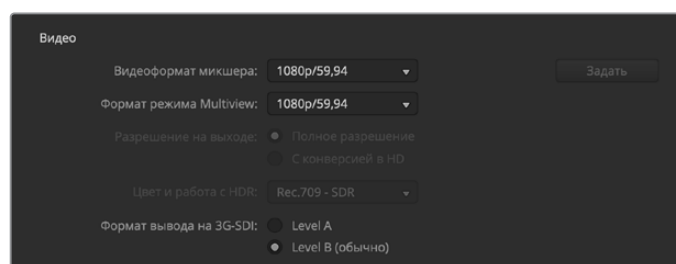 Видео
Видеоформат микшера: 1080p/59,94 Задать
Формат режима Multiview: 1080p/59,94
Разрешение на выходе: Полное разрешение
С конверсией в HD
Цвет и работа с HDR: Rec.709 - SDR
Формат вывода на 3G-SDI: Level A
Level B (обычно)